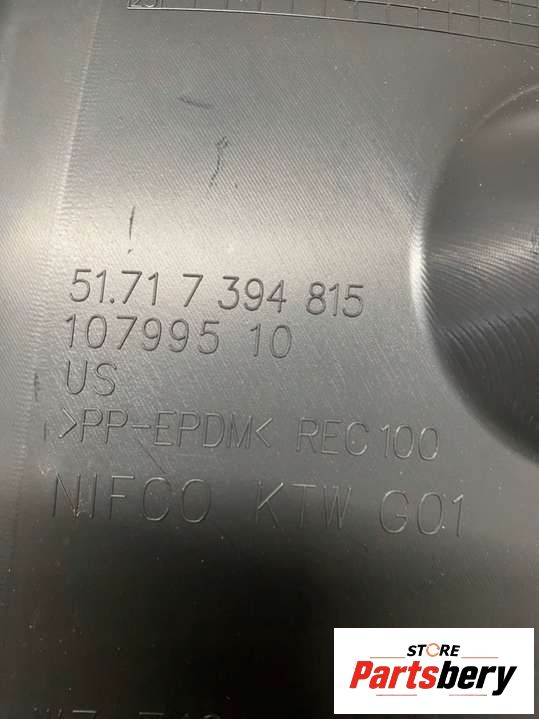 51.71 7 394 815
107995 10
US
>PP-EPDM< REC100
NIFCO KTW G01
STORE
Partsbery